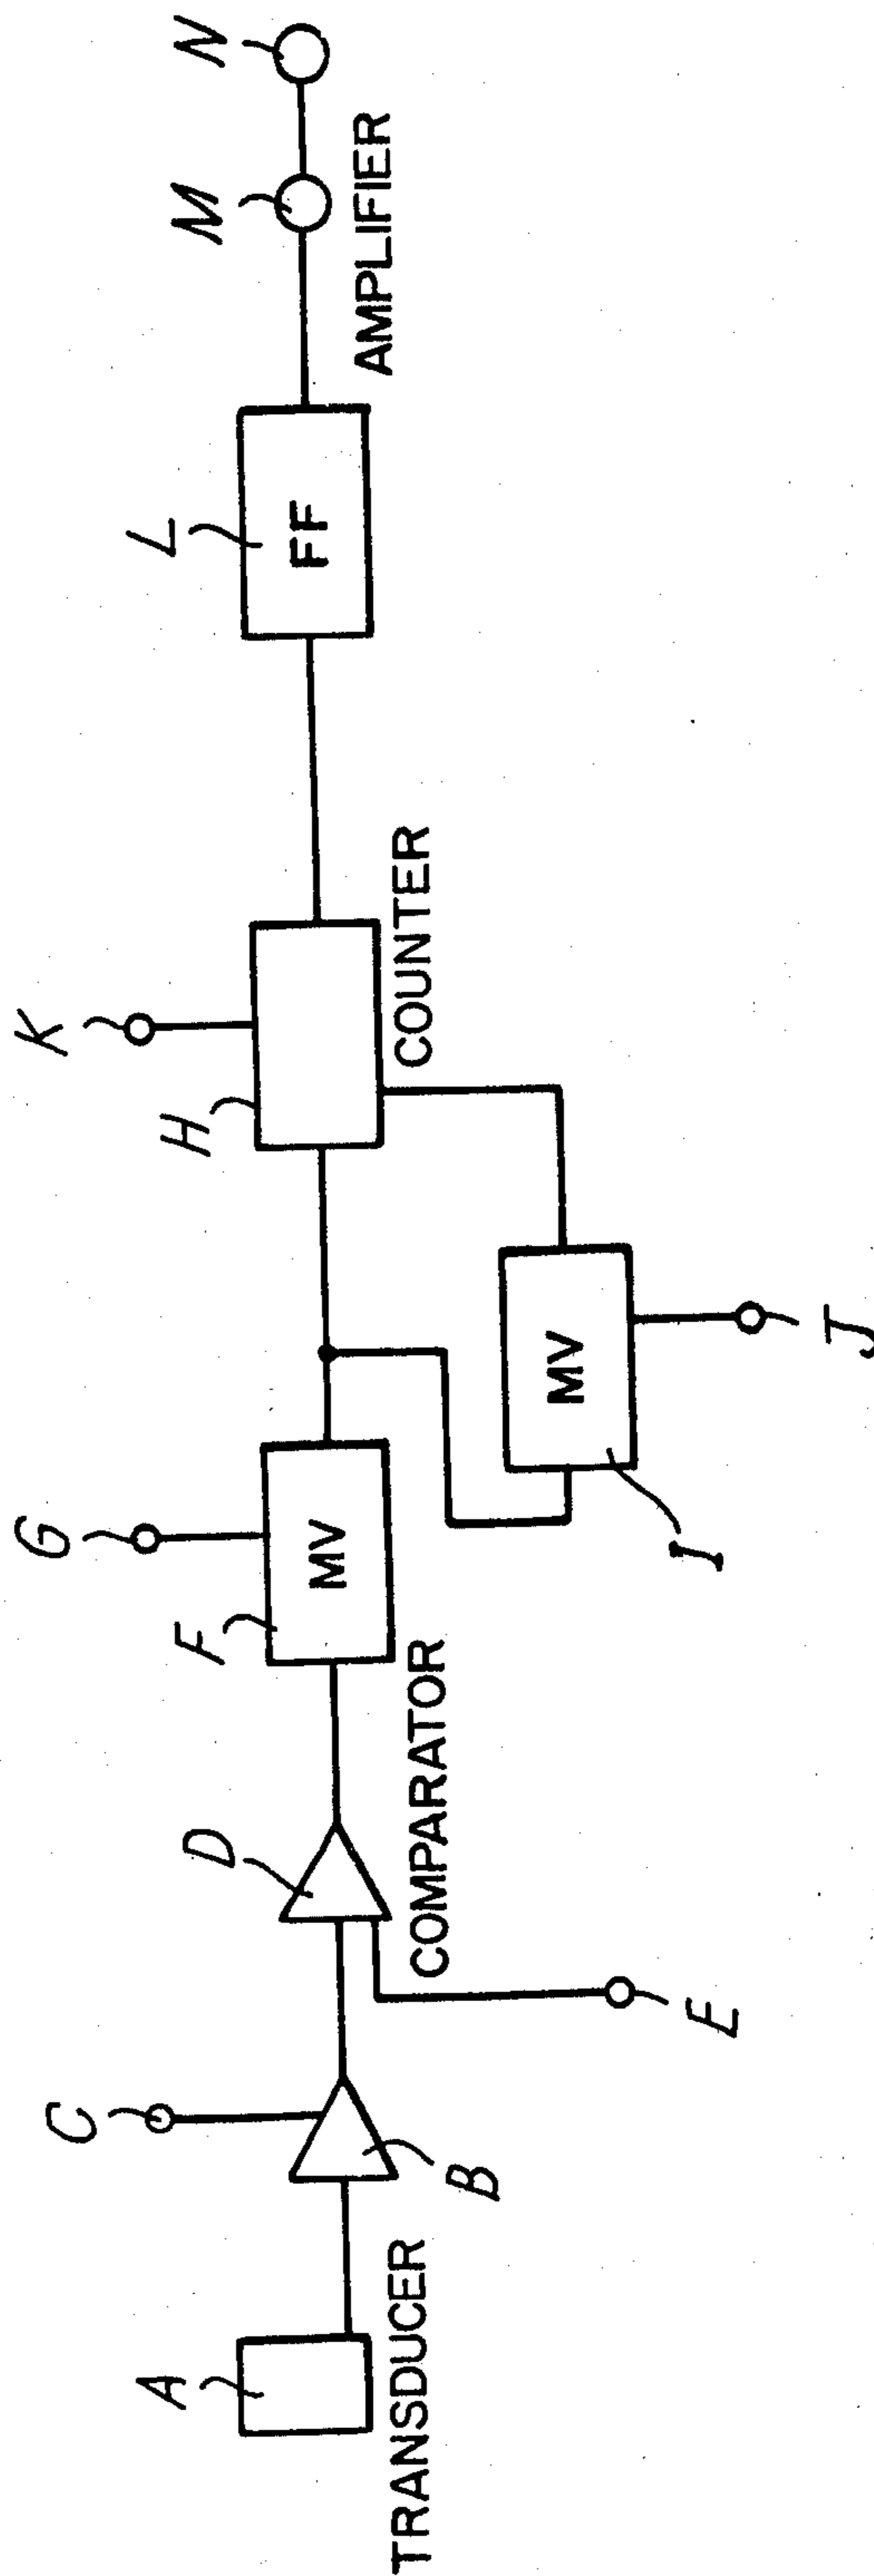 A
TRANSDUCER
B
C
D
COMPARATOR
E
F
MV
G
H
COUNTER
MV
I
J
K
L
FF
M
AMPLIFIER
N